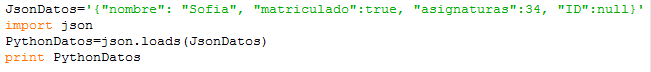 JsonDatos='{"nombre": "Sofia", "matriculado":true, "asignaturas":34, "ID":null}'
import json
PythonDatos=json.loads(JsonDatos)
print PythonDatos